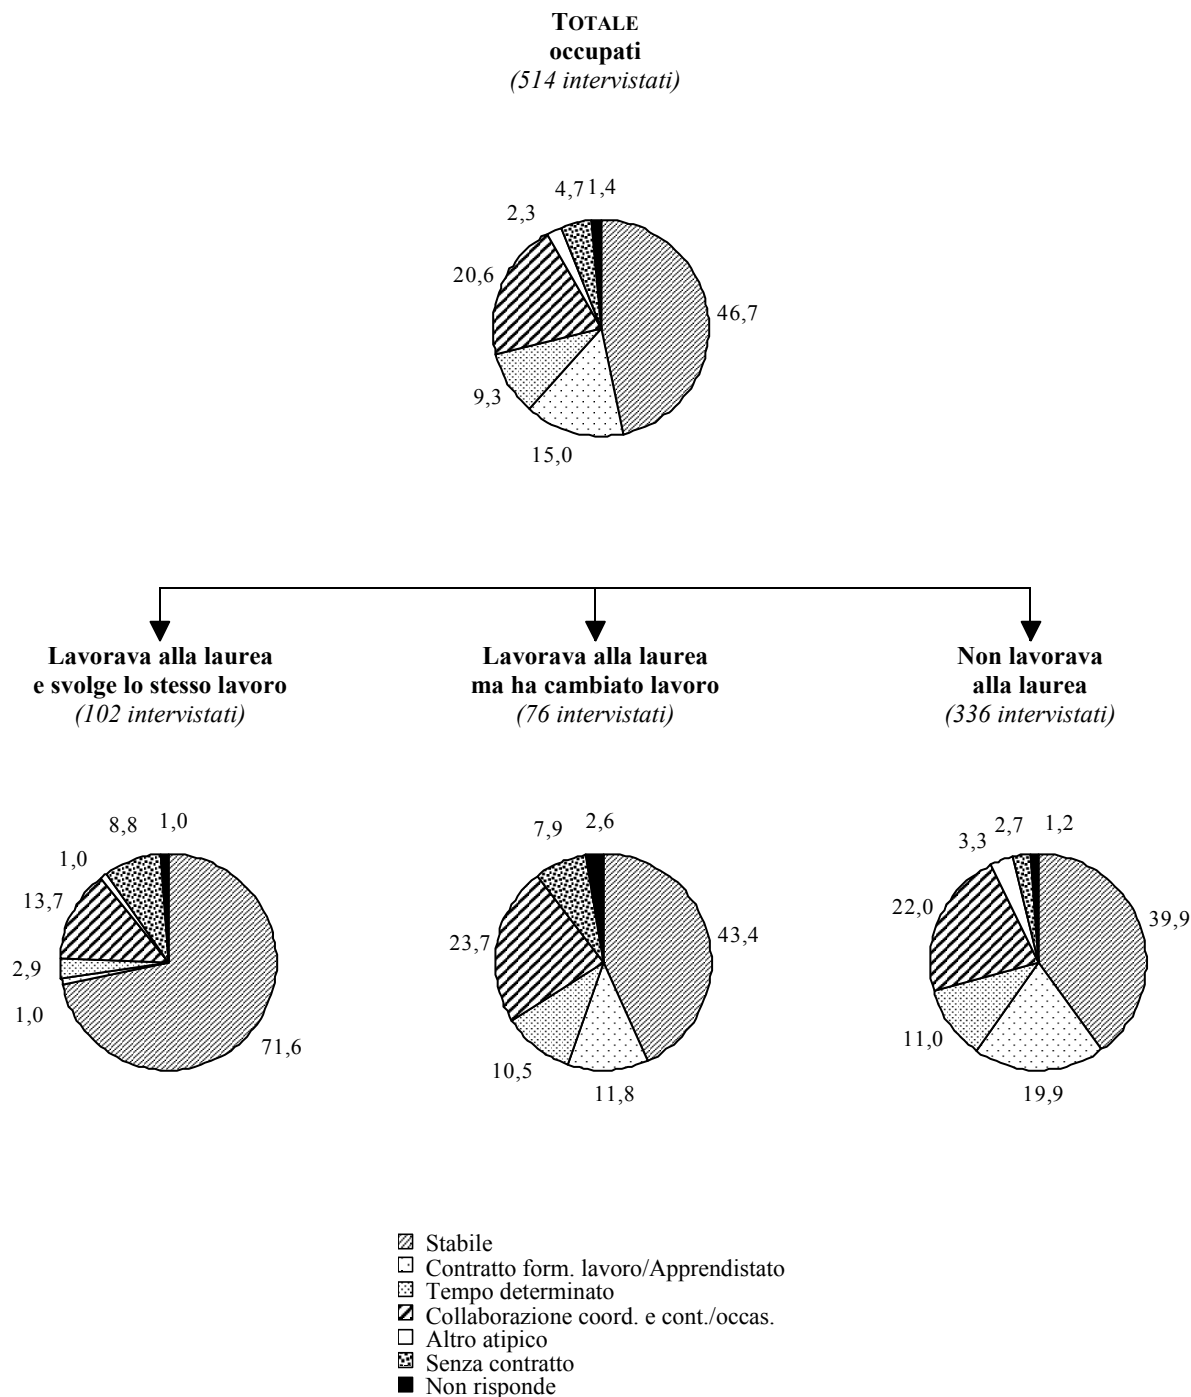 TOTALE
occupati
(514 intervistati)
4,7 1,4
2,3
20,6
46,7
9,3
15,0
Lavorava alla laurea
e svolge lo stesso lavoro
(102 intervistati)
Lavorava alla laurea
ma ha cambiato lavoro
(76 intervistati)
Non lavorava
alla laurea
(336 intervistati)
8,8 1,0
1,0
13,7
2,9
1,0
71,6
7,9 2,6
23,7
43,4
10,5
11,8
3,3 2,7 1,2
22,0
39,9
11,0
19,9
Stabile
Contratto form. lavoro/Apprendistato
Tempo determinato
Collaborazione coord. e cont./occas.
Altro atipico
Senza contratto
Non risponde